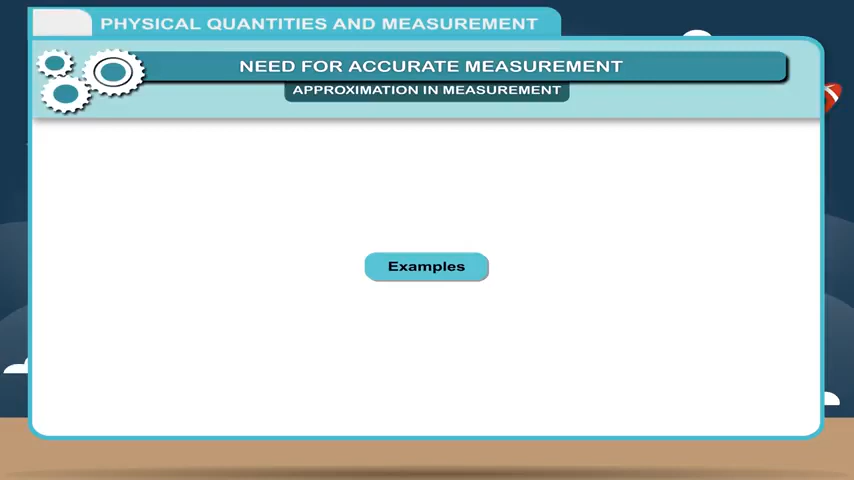 PHYSICAL QUANTITIES AND MEASUREMENT
NEED FOR ACCURATE MEASUREMENT
APPROXIMATION IN MEASUREMENT
Examples